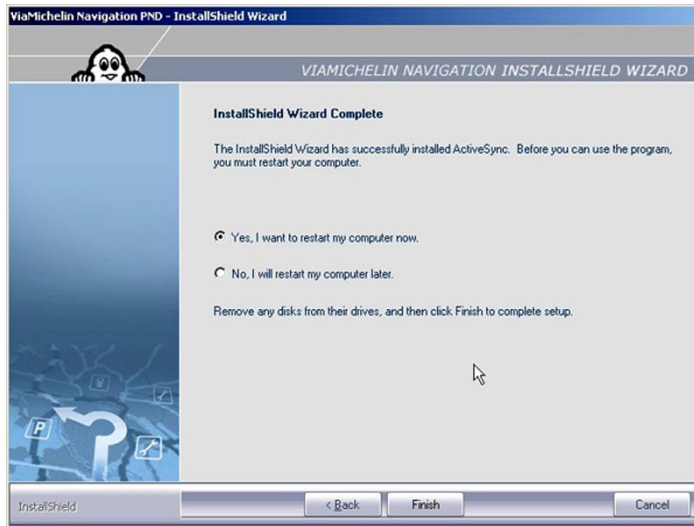 ViaMichelin Navigation PND - InstallShield Wizard
VIAMICHELIN NAVIGATION INSTALLSHIELD WIZARD
InstallShield Wizard Complete
The InstallShield Wizard has successfully installed ActiveSync. Before you can use the program,
you must restart your computer.
Yes, I want to restart my computer now.
No, I will restart my computer later.
Remove any disks from their drives, and then click Finish to complete setup.
P
InstallShield
< Back Finish Cancel